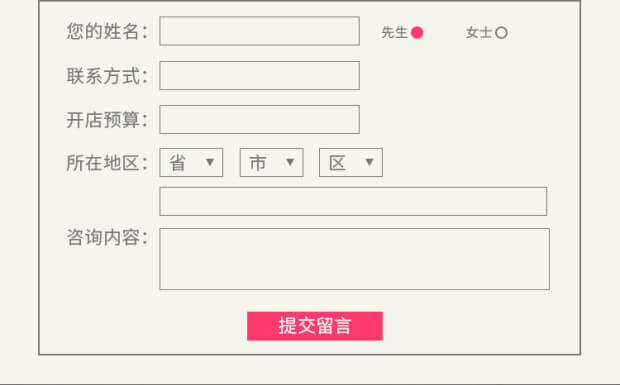 您的姓名： 先生 女士
联系方式：
开店预算：
所在地区： 省 市 区
咨询内容：
提交留言